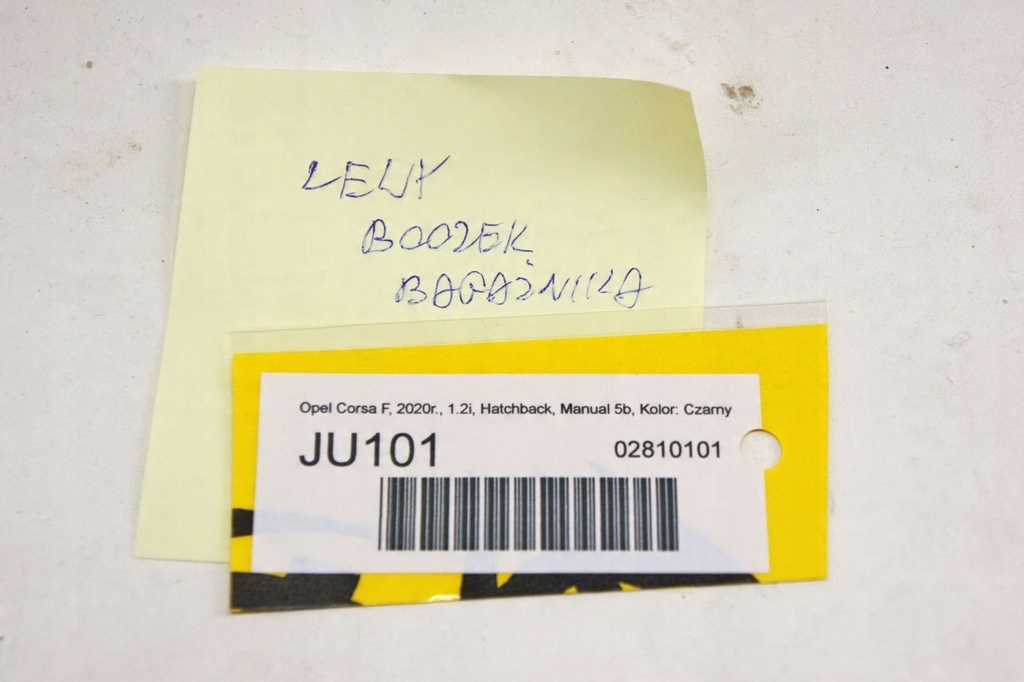 LEWY
BOCZEK
BAGAŻNIKA
Opel Corsa F, 2020r., 1.2i, Hatchback, Manual 5b, Kolor: Czarny
JU101
02810101